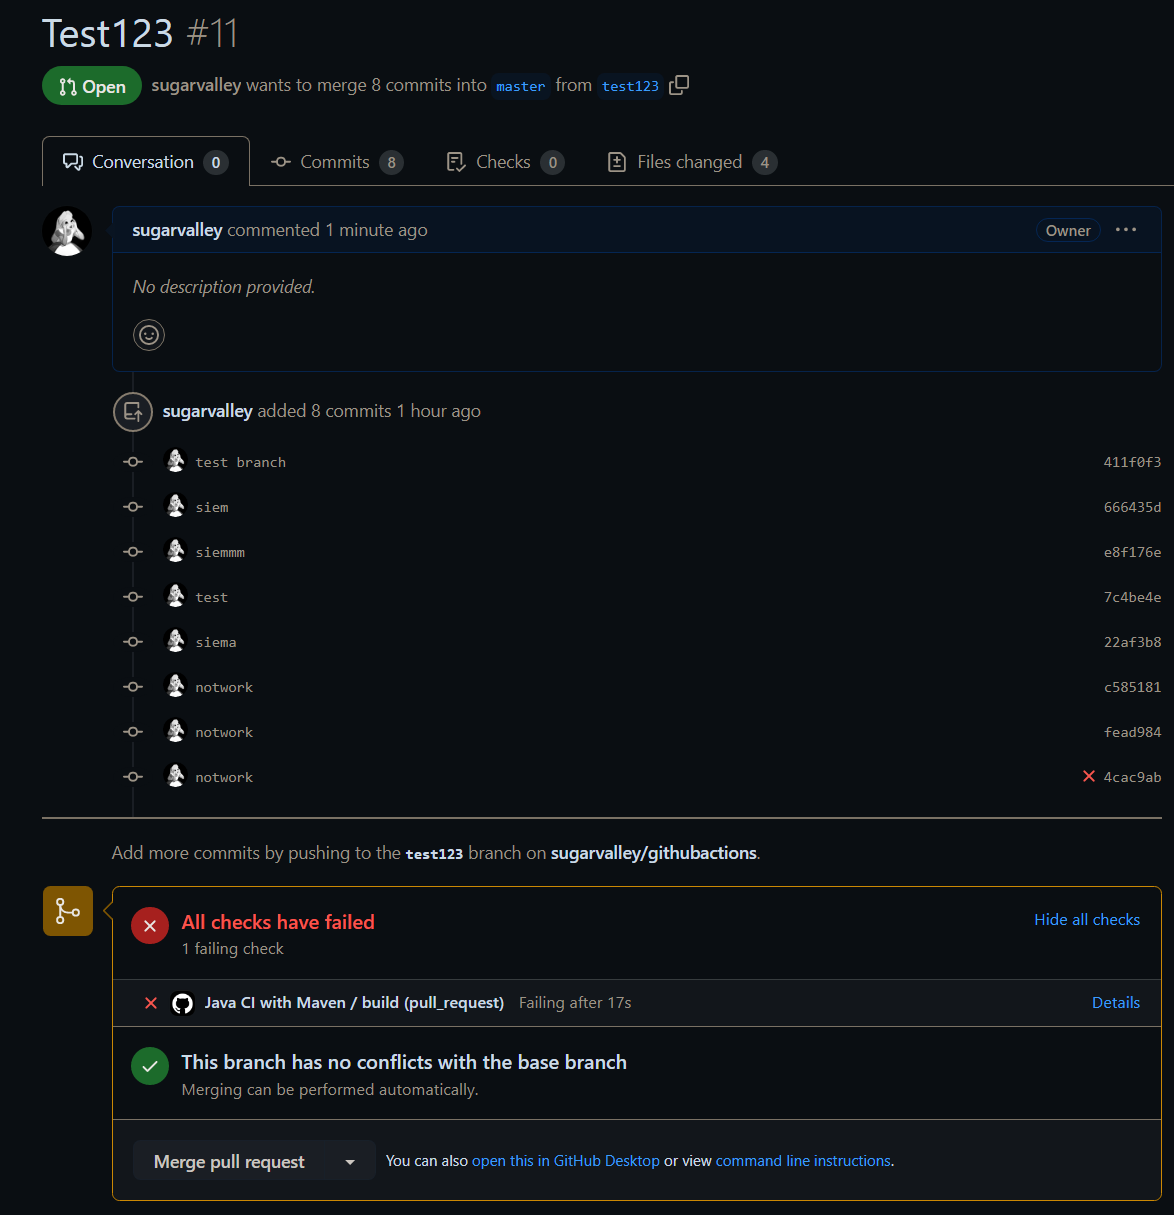 Test123 #11
Open sugarvalley wants to merge 8 commits into master from test123
Conversation 0 Commits 8 Checks 0 Files changed 4
sugarvalley commented 1 minute ago Owner
No description provided.
sugarvalley added 8 commits 1 hour ago
test branch 411f0f3
siem 666435d
siemmm e8f176e
test 7c4be4e
siema 22af3b8
notwork c585181
notwork fead984
notwork 4cac9ab
Add more commits by pushing to the test123 branch on sugarvalley/githubactions.
All checks have failed Hide all checks
1 failing check
Java CI with Maven / build (pull_request) Failing after 17s Details
This branch has no conflicts with the base branch
Merging can be performed automatically.
Merge pull request You can also open this in GitHub Desktop or view command line instructions.